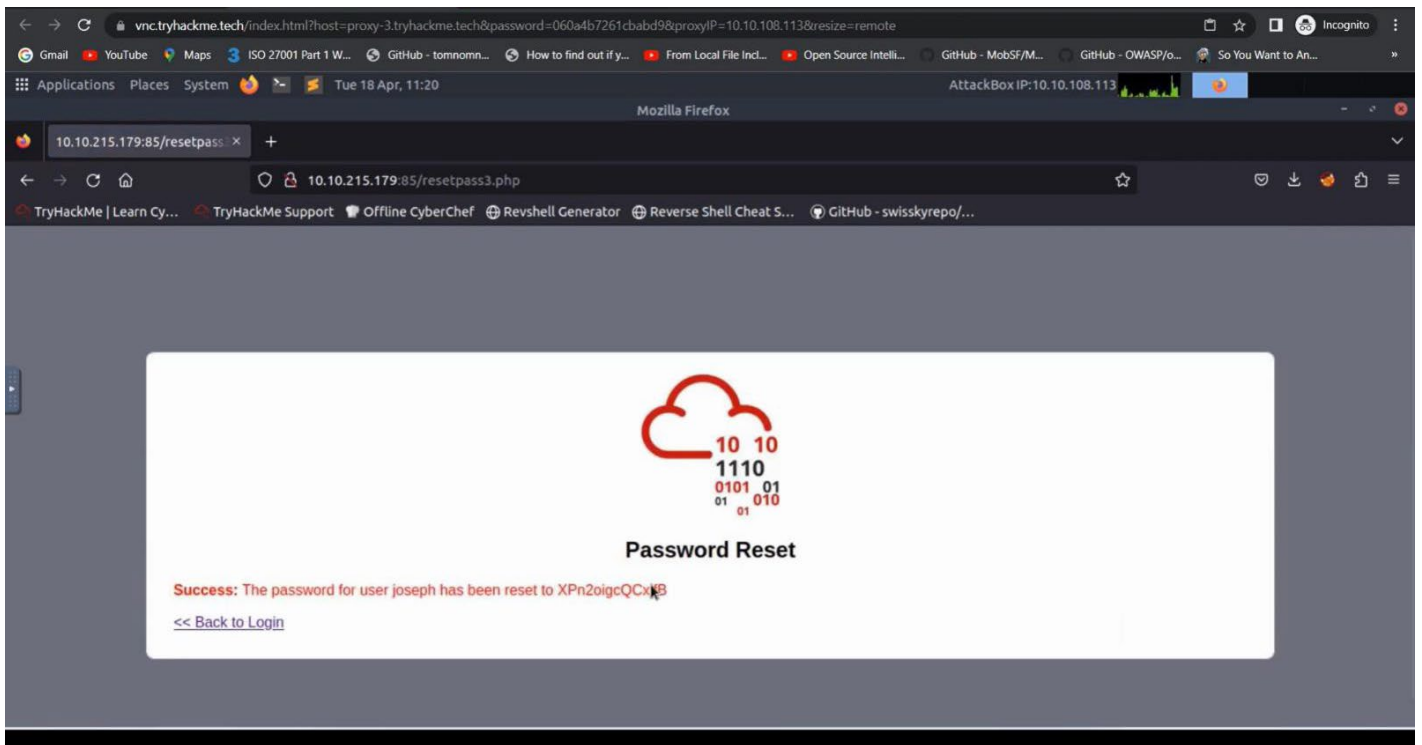 vnc.tryhackme.tech/index.html?host=proxy-3.tryhackme.tech&password=060a4b7261cbabd9&proxyIP=10.10.108.113&resize=remote
Incognito
Gmail YouTube Maps ISO 27001 Part 1 W... GitHub - tomnomn... How to find out if y... From Local File Incl... Open Source Intelli... GitHub - MobSF/M... GitHub - OWASP/o... So You Want to An... »
Applications Places System Tue 18 Apr, 11:20 AttackBox IP:10.10.108.113
Mozilla Firefox
10.10.215.179:85/resetpass
10.10.215.179:85/resetpass3.php
TryHackMe | Learn Cy... TryHackMe Support Offline CyberChef Revshell Generator Reverse Shell Cheat S... GitHub - swisskyrepo/...
10 10
1110
0101 01
01 010
01
Password Reset
Success: The password for user joseph has been reset to
<< Back to Login